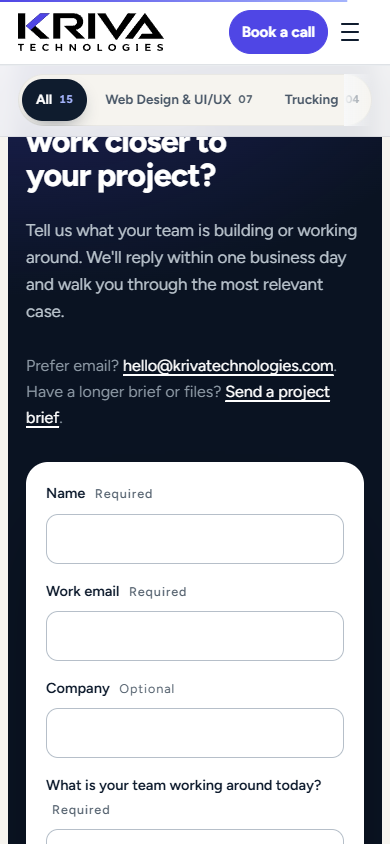 KRIVA
TECHNOLOGIES
Book a call
All 15 Web Design & UI/UX 07 Trucking 04
work closer to
your project?
Tell us what your team is building or working
around. We'll reply within one business day
and walk you through the most relevant
case.
Prefer email? hello@krivatechnologies.com.
Have a longer brief or files? Send a project
brief.
Name Required
Work email Required
Company Optional
What is your team working around today?
Required